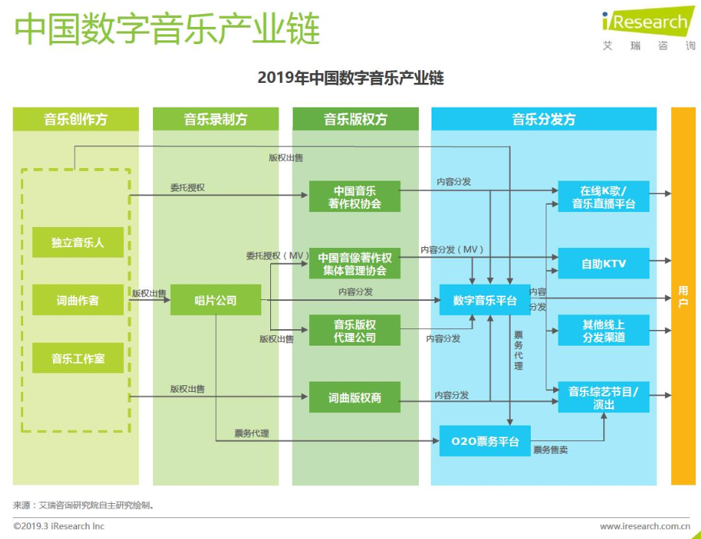 中国数字音乐产业链
iResearch
艾 瑞 咨 询
2019年中国数字音乐产业链
音乐创作方
音乐录制方
音乐版权方
音乐分发方
版权出售
委托授权
中国音乐
著作权协会
内容分发
在线K歌/
音乐直播平台
独立音乐人
委托授权（MV）
中国音像著作权
集体管理协会
内容分发（MV）
自助KTV
词曲作者
版权出售
唱片公司
内容分发
数字音乐平台
内容
分发
用
户
版权出售
音乐版权
代理公司
内容分发
票
务
代
理
其他线上
分发渠道
音乐工作室
版权出售
词曲版权商
内容分发
音乐综艺节目/
演出
票务代理
O2O票务平台
票务售卖
来源：艾瑞咨询研究院自主研究绘制。
©2019.3 iResearch Inc
www.iresearch.com.cn